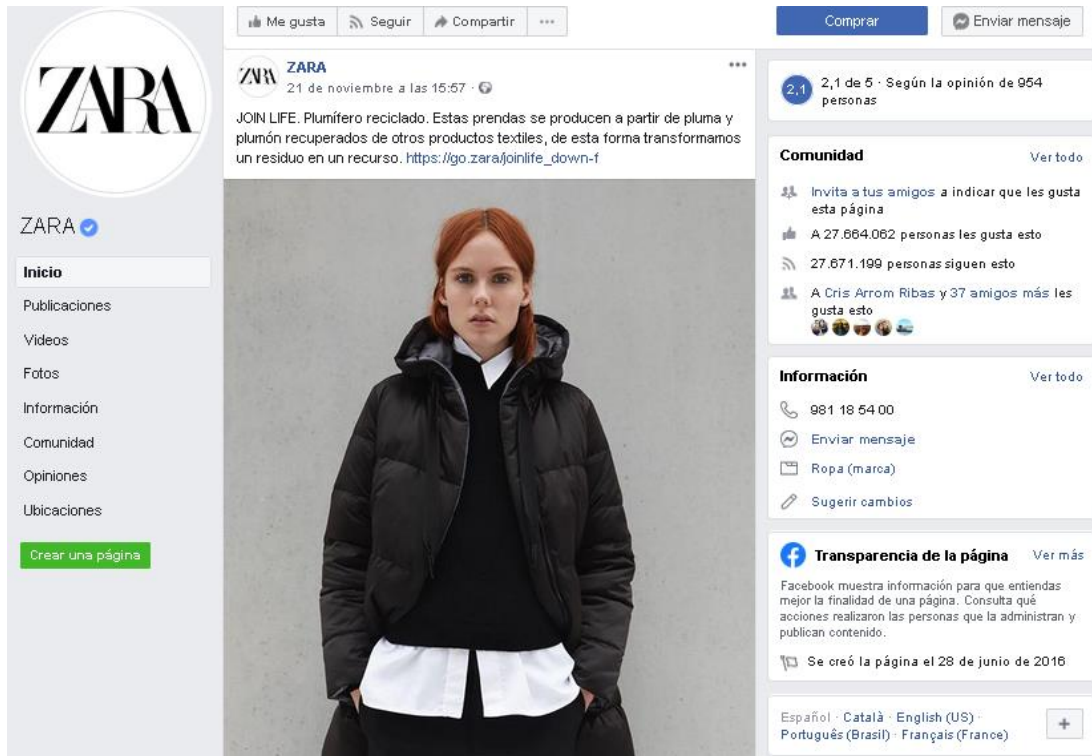 ZARA
ZARA
Inicio
Publicaciones
Videos
Fotos
Información
Comunidad
Opiniones
Ubicaciones
Crear una página
Me gusta
Seguir
Compartir
ZARA
ZARA
21 de noviembre a las 15:57 ·
JOIN LIFE. Plumífero reciclado. Estas prendas se producen a partir de pluma y
plumón recuperados de otros productos textiles, de esta forma transformamos
un residuo en un recurso. https://go.zara/joinlife_down-f
Comprar
Enviar mensaje
2,1
2,1 de 5 · Según la opinión de 954
personas
Comunidad
Ver todo
Invita a tus amigos a indicar que les gusta
esta página
A 27.664.062 personas les gusta esto
27.671.199 personas siguen esto
A Cris Arrom Ribas y 37 amigos más les
gusta esto
Información
Ver todo
981 18 54 00
Enviar mensaje
Ropa (marca)
Sugerir cambios
Transparencia de la página
Ver más
Facebook muestra información para que entiendas
mejor la finalidad de una página. Consulta qué
acciones realizaron las personas que la administran y
publican contenido.
Se creó la página el 28 de junio de 2016
Español · Català · English (US) ·
Português (Brasil) · Français (France)
+